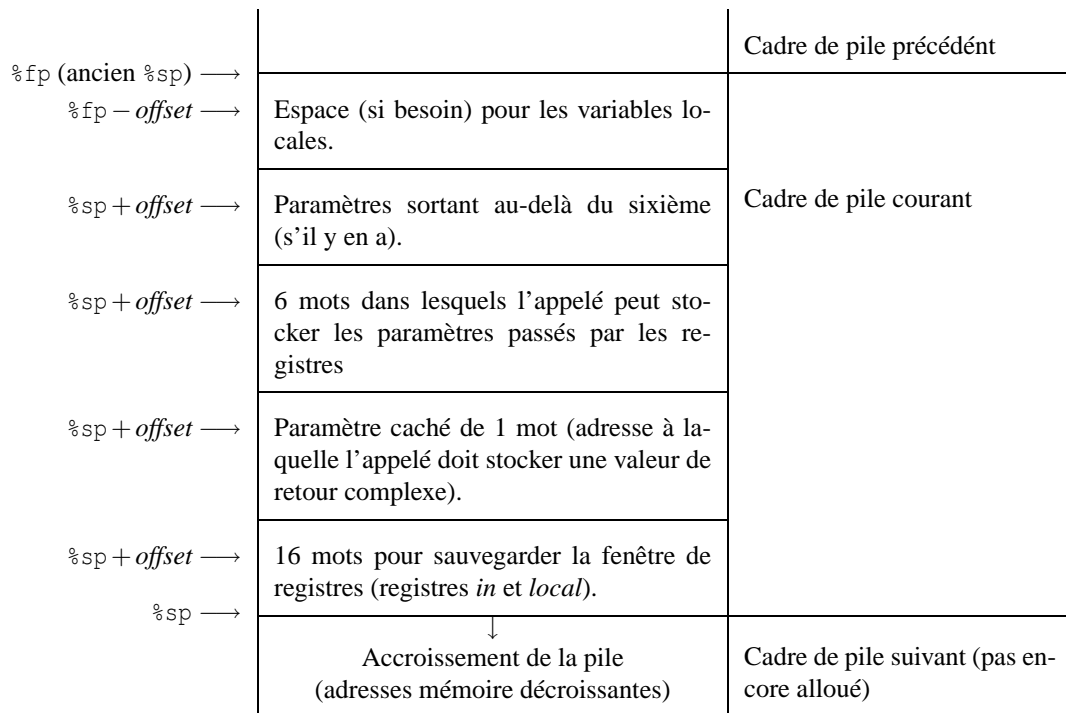 Cadre de pile précédént
%fp (ancien %sp) ⟶
%fp − offset ⟶
Espace (si besoin) pour les variables lo-
cales.
%sp + offset ⟶
Paramètres sortant au-delà du sixième
(s'il y en a).
Cadre de pile courant
%sp + offset ⟶
6 mots dans lesquels l'appelé peut sto-
cker les paramètres passés par les re-
gistres
%sp + offset ⟶
Paramètre caché de 1 mot (adresse à la-
quelle l'appelé doit stocker une valeur de
retour complexe).
%sp + offset ⟶
16 mots pour sauvegarder la fenêtre de
registres (registres in et local).
%sp ⟶
↓
Accroissement de la pile
(adresses mémoire décroissantes)
Cadre de pile suivant (pas en-
core alloué)